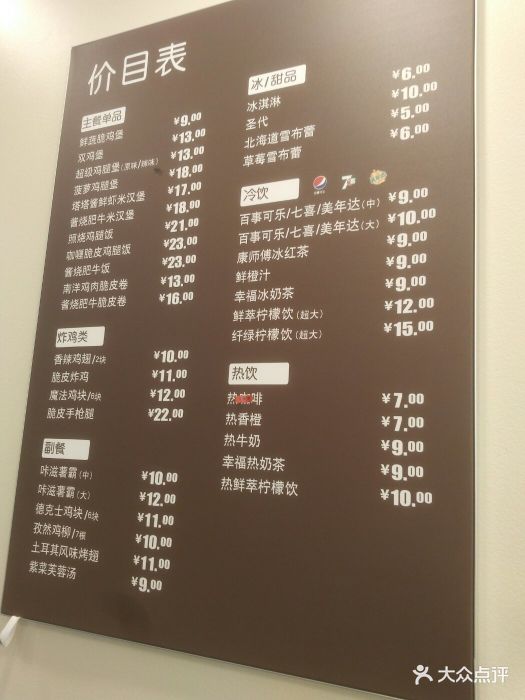 价目表
主餐单品
鲜蔬脆鸡堡 ¥9.00
双鸡堡 ¥13.00
超级鸡腿堡(原味/辣味) ¥13.00
菠萝鸡腿堡 ¥18.00
塔塔酱鲜虾米汉堡 ¥17.00
酱烧肥牛米汉堡 ¥18.00
照烧鸡腿饭 ¥21.00
咖喱脆皮鸡腿饭 ¥23.00
酱烧肥牛饭 ¥23.00
南洋鸡肉脆皮卷 ¥13.00
酱烧肥牛脆皮卷 ¥16.00
炸鸡类
香辣鸡翅/2块 ¥10.00
脆皮炸鸡 ¥11.00
魔法鸡块/6块 ¥12.00
脆皮手枪腿 ¥22.00
副餐
咔滋薯霸(中) ¥10.00
咔滋薯霸(大) ¥12.00
德克士鸡块/6块 ¥11.00
孜然鸡柳/7根 ¥10.00
土耳其风味烤翅 ¥11.00
紫菜芙蓉汤 ¥9.00
冰/甜品
冰淇淋 ¥6.00
圣代 ¥10.00
北海道雪布蕾 ¥5.00
草莓雪布蕾 ¥6.00
冷饮
百事可乐/七喜/美年达(中) ¥9.00
百事可乐/七喜/美年达(大) ¥10.00
康师傅冰红茶 ¥9.00
鲜橙汁 ¥9.00
幸福冰奶茶 ¥9.00
鲜萃柠檬饮(超大) ¥12.00
纤绿柠檬饮(超大) ¥15.00
热饮
热咖啡 ¥7.00
热香橙 ¥7.00
热牛奶 ¥9.00
幸福热奶茶 ¥9.00
热鲜萃柠檬饮 ¥10.00
大众点评